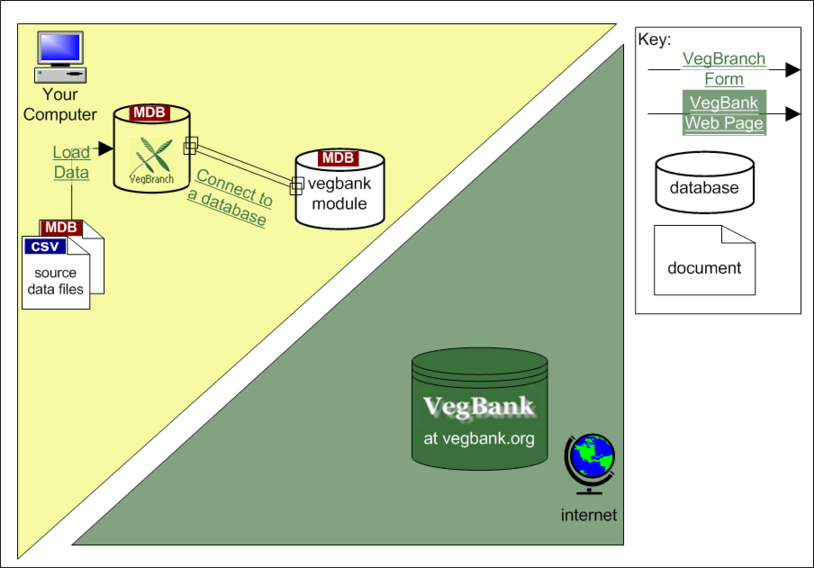 Your
Computer
MDB
VegBranch
Load
Data
Connect to
a database
MDB
vegbank
module
MDB
CSV
source
data files
VegBank
at vegbank.org
internet
Key:
VegBranch
Form
VegBank
Web Page
database
document